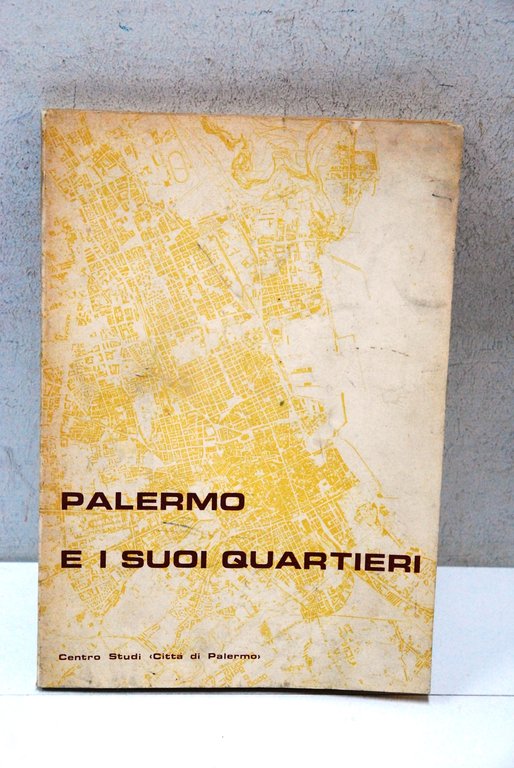 PALERMO
E I SUOI QUARTIERI
Centro Studi ‹Città di Palermo›